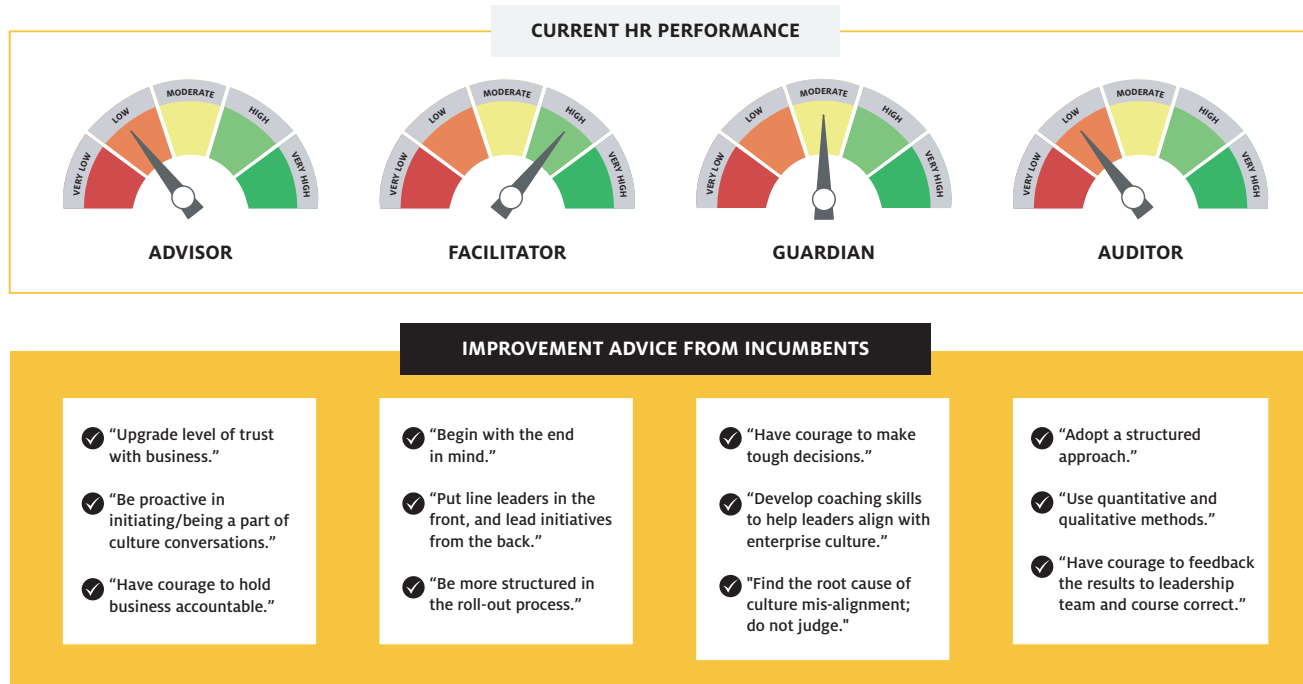 CURRENT HR PERFORMANCE
VERY LOW
LOW
MODERATE
HIGH
VERY HIGH
ADVISOR
VERY LOW
LOW
MODERATE
HIGH
VERY HIGH
FACILITATOR
VERY LOW
LOW
MODERATE
HIGH
VERY HIGH
GUARDIAN
VERY LOW
LOW
MODERATE
HIGH
VERY HIGH
AUDITOR
IMPROVEMENT ADVICE FROM INCUMBENTS
“Upgrade level of trust
with business.”
“Be proactive in
initiating/being a part of
culture conversations.”
“Have courage to hold
business accountable.”
“Begin with the end
in mind.”
“Put line leaders in the
front, and lead initiatives
from the back.”
“Be more structured in
the roll-out process.”
“Have courage to make
tough decisions.”
“Develop coaching skills
to help leaders align with
enterprise culture.”
"Find the root cause of
culture mis-alignment;
do not judge."
“Adopt a structured
approach.”
“Use quantitative and
qualitative methods.”
“Have courage to feedback
the results to leadership
team and course correct.”